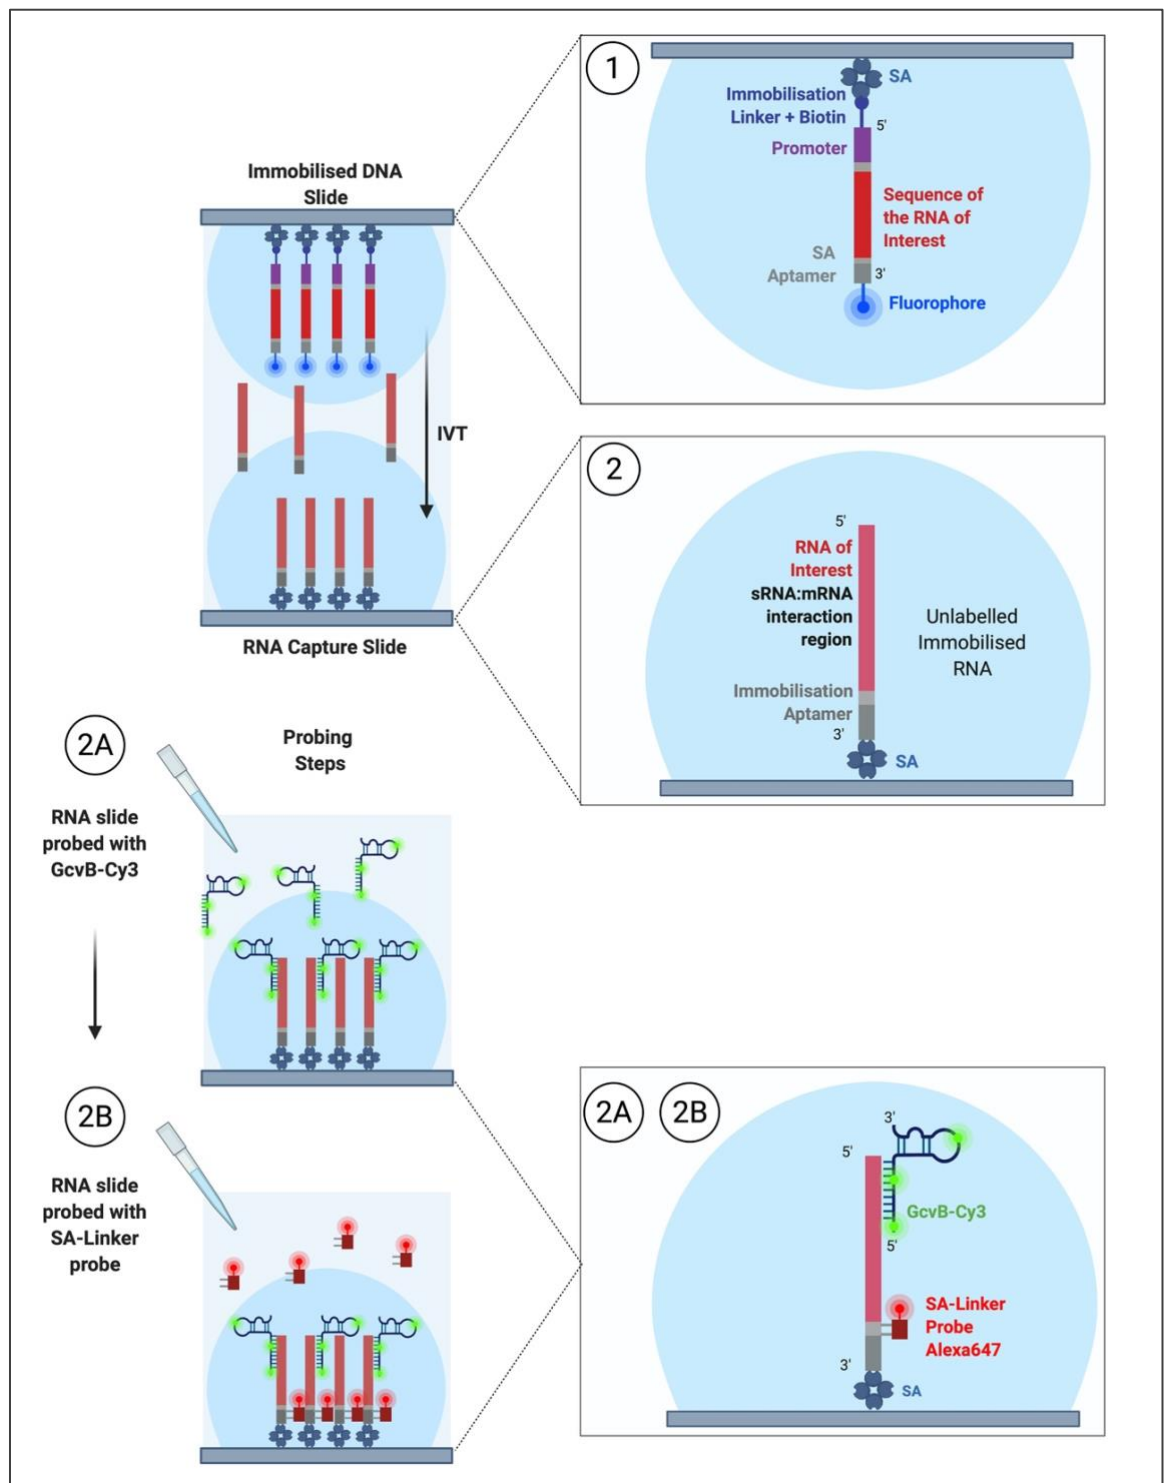 Immobilised DNA
Slide
IVT
RNA Capture Slide
1
SA
Immobilisation
Linker + Biotin
5'
Promoter
Sequence of
the RNA of
Interest
SA
Aptamer
3'
Fluorophore
2
5'
RNA of
Interest
sRNA:mRNA
interaction
region
Unlabelled
Immobilised
RNA
Immobilisation
Aptamer
3'
SA
2A
Probing
Steps
RNA slide
probed with
GcvB-Cy3
2B
RNA slide
probed with
SA-Linker
probe
2A 2B
3'
5'
GcvB-Cy3
5'
SA-Linker
Probe
Alexa647
3'
SA